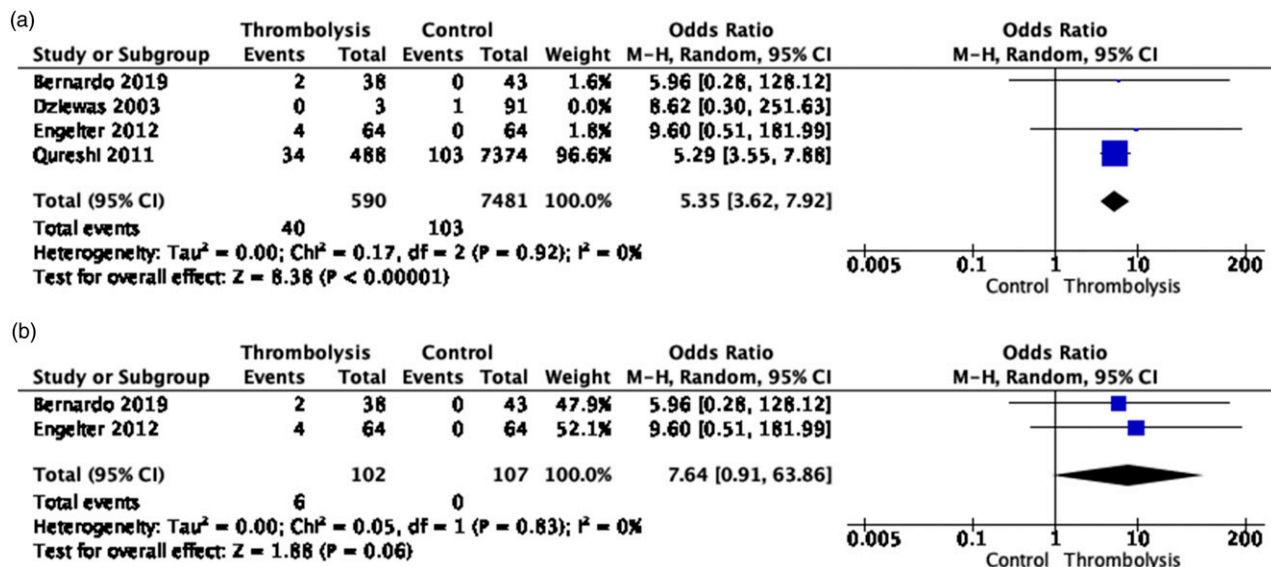 (a)
Thrombolysis Control Odds Ratio Odds Ratio
Study or Subgroup Events Total Events Total Weight M-H, Random, 95% CI M-H, Random, 95% CI
Bernardo 2019 2 38 0 43 1.6% 5.96 [0.28, 128.12]
Dziewas 2003 0 3 1 91 0.0% 8.62 [0.30, 251.63]
Engelter 2012 4 64 0 64 1.8% 9.60 [0.51, 181.99]
Qureshi 2011 34 488 103 7374 96.6% 5.29 [3.55, 7.88]
Total (95% CI) 590 7481 100.0% 5.35 [3.62, 7.92]
Total events 40 103
Heterogeneity: Tau² = 0.00; Chi² = 0.17, df = 2 (P = 0.92); I² = 0%
Test for overall effect: Z = 8.38 (P < 0.00001)
0.005 0.1 1 10 200
Control Thrombolysis
(b)
Thrombolysis Control Odds Ratio Odds Ratio
Study or Subgroup Events Total Events Total Weight M-H, Random, 95% CI M-H, Random, 95% CI
Bernardo 2019 2 38 0 43 47.9% 5.96 [0.28, 128.12]
Engelter 2012 4 64 0 64 52.1% 9.60 [0.51, 181.99]
Total (95% CI) 102 107 100.0% 7.64 [0.91, 63.86]
Total events 6 0
Heterogeneity: Tau² = 0.00; Chi² = 0.05, df = 1 (P = 0.83); I² = 0%
Test for overall effect: Z = 1.88 (P = 0.06)
0.005 0.1 1 10 200
Control Thrombolysis